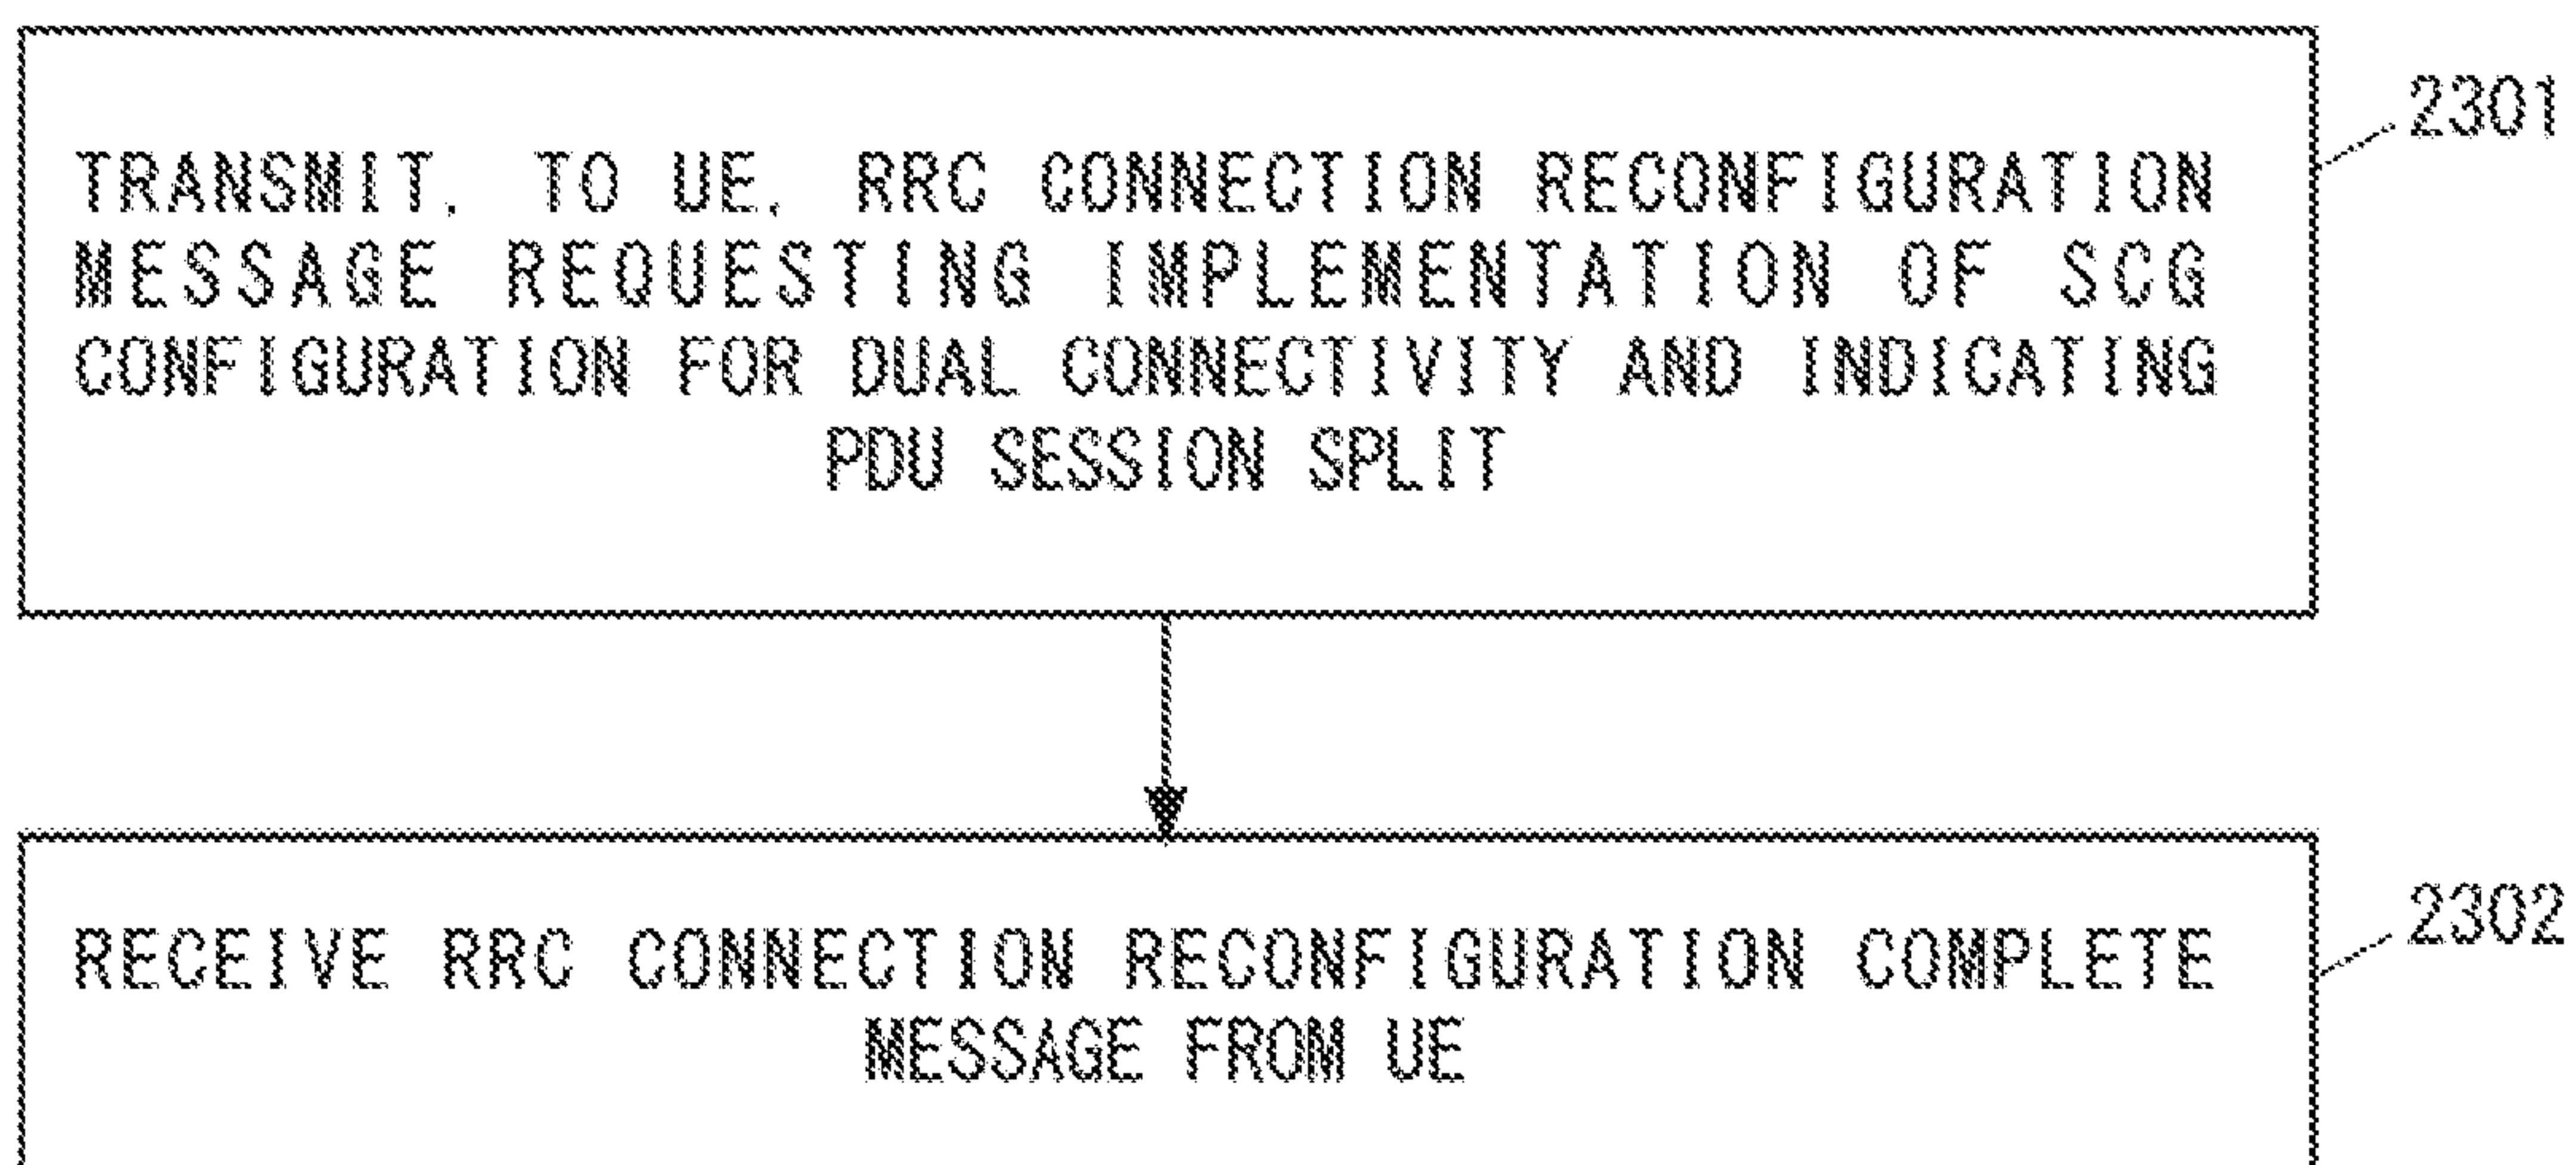 2301
TRANSMIT, TO UE, RRC CONNECTION RECONFIGURATION
MESSAGE REQUESTING IMPLEMENTATION OF SCG
CONFIGURATION FOR DUAL CONNECTIVITY AND INDICATING
PDU SESSION SPLIT
2302
RECEIVE RRC CONNECTION RECONFIGURATION COMPLETE
MESSAGE FROM UE